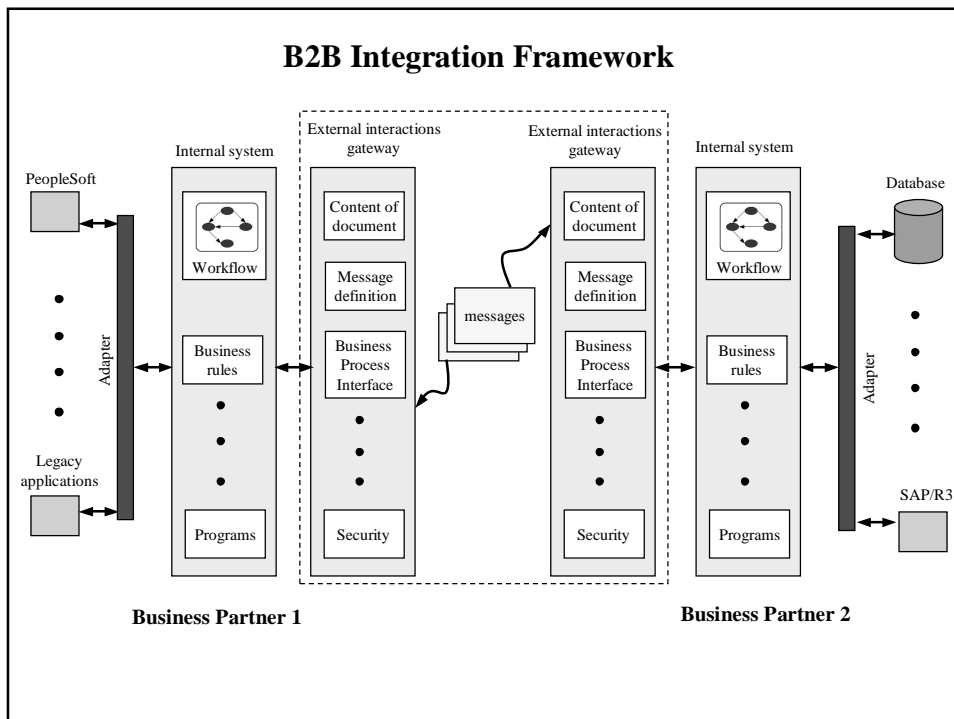 B2B Integration Framework
External interactions
gateway
External interactions
gateway
Internal system
Internal system
PeopleSoft
Database
Content of
document
Content of
document
Workflow
Workflow
Message
definition
Message
definition
messages
Adapter
Business
rules
Business
Process
Interface
Business
Process
Interface
Business
rules
Adapter
Legacy
applications
SAP/R3
Programs
Security
Security
Programs
Business Partner 1
Business Partner 2